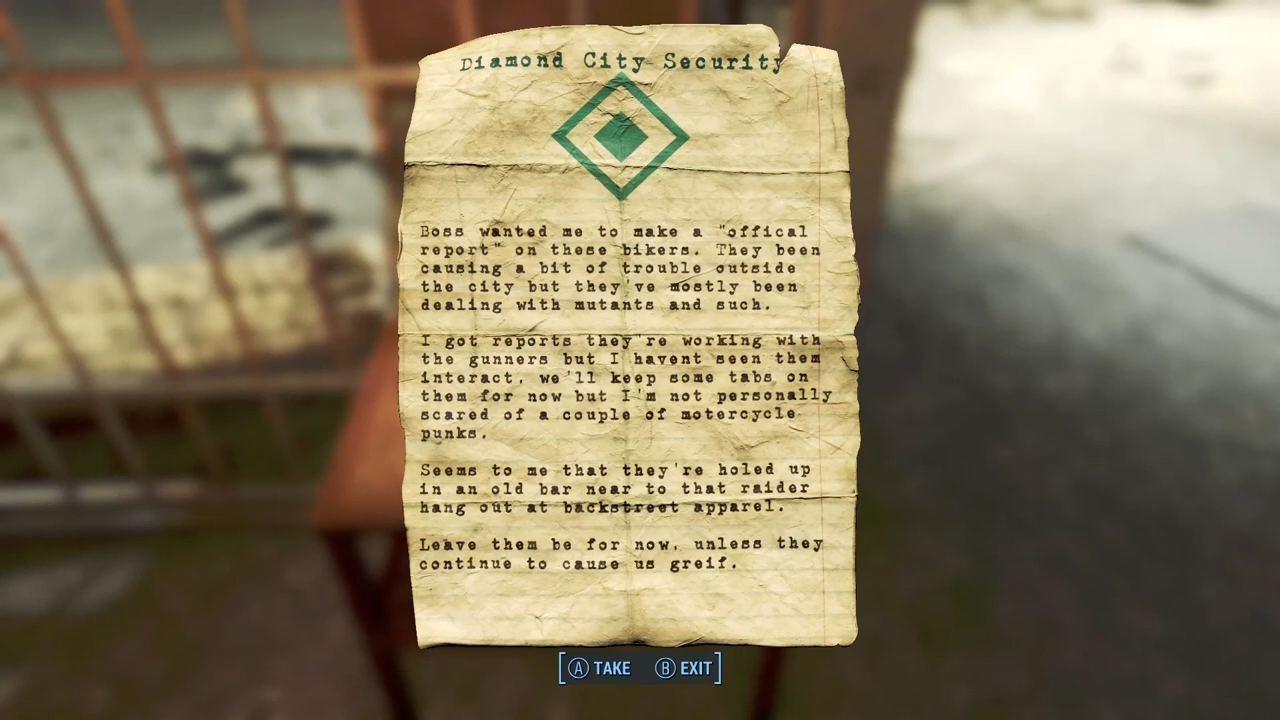 Diamond City Security
Boss wanted me to make a "offical
report" on these bikers. They been
causing a bit of trouble outside
the city but they've mostly been
dealing with mutants and such.
I got reports they're working with
the gunners but I havent seen them
interact, we'll keep some tabs on
them for now but I'm not personally
scared of a couple of motercycle
punks.
Seems to me that they're holed up
in an old bar near to that raider
hang out at backstreet apparel.
Leave them be for now, unless they
continue to cause us greif.
[Ⓐ TAKE Ⓑ EXIT]